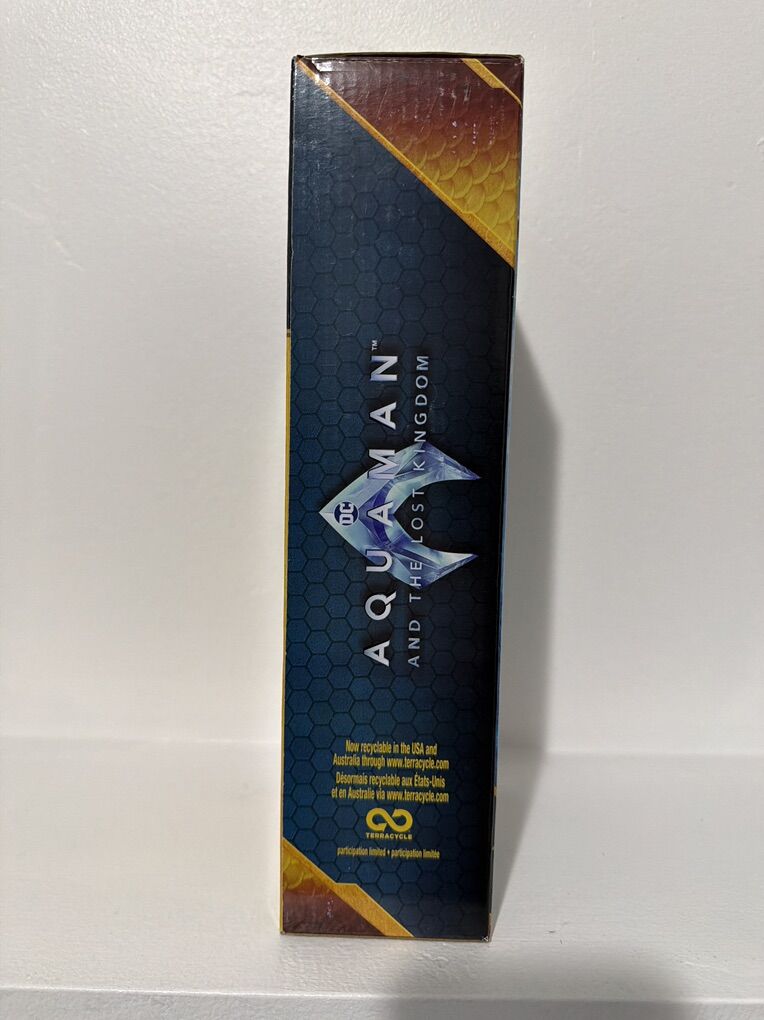 DC
AQUAMAN™
AND THE LOST KINGDOM
Now recyclable in the USA and
Australia through www.terracycle.com
Désormais recyclable aux États-Unis
et en Australie via www.terracycle.com
TERRACYCLE
participation limited • participation limitée